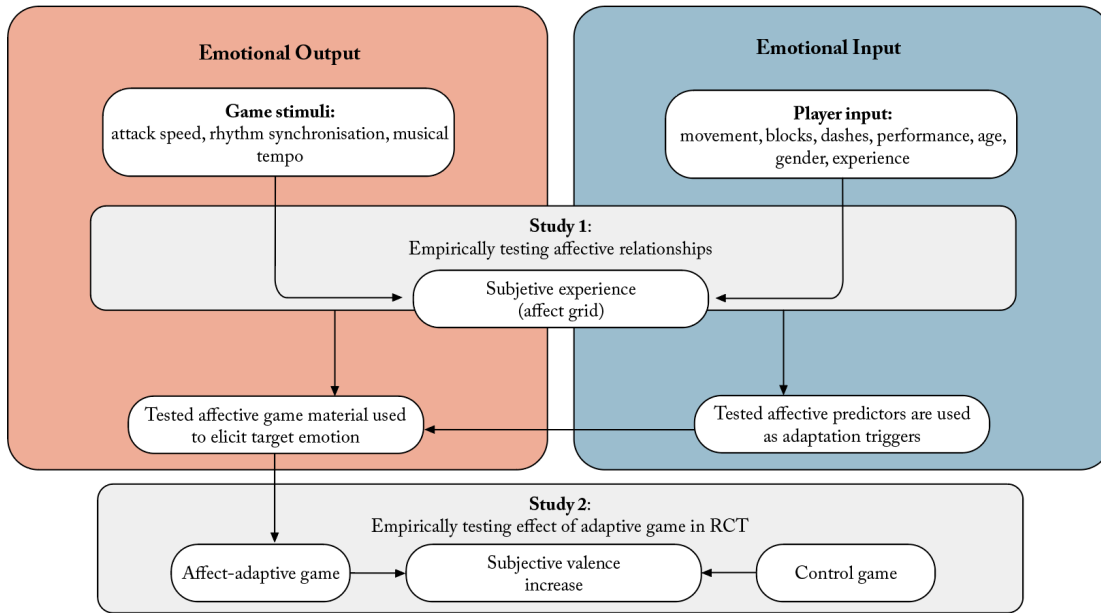 Emotional Output
Emotional Input
Game stimuli:
attack speed, rhythm synchronisation, musical
tempo
Player input:
movement, blocks, dashes, performance, age,
gender, experience
Study 1:
Empirically testing affective relationships
Subjetive experience
(affect grid)
Tested affective game material used
to elicit target emotion
Tested affective predictors are used
as adaptation triggers
Study 2:
Empirically testing effect of adaptive game in RCT
Affect-adaptive game
Subjective valence
increase
Control game